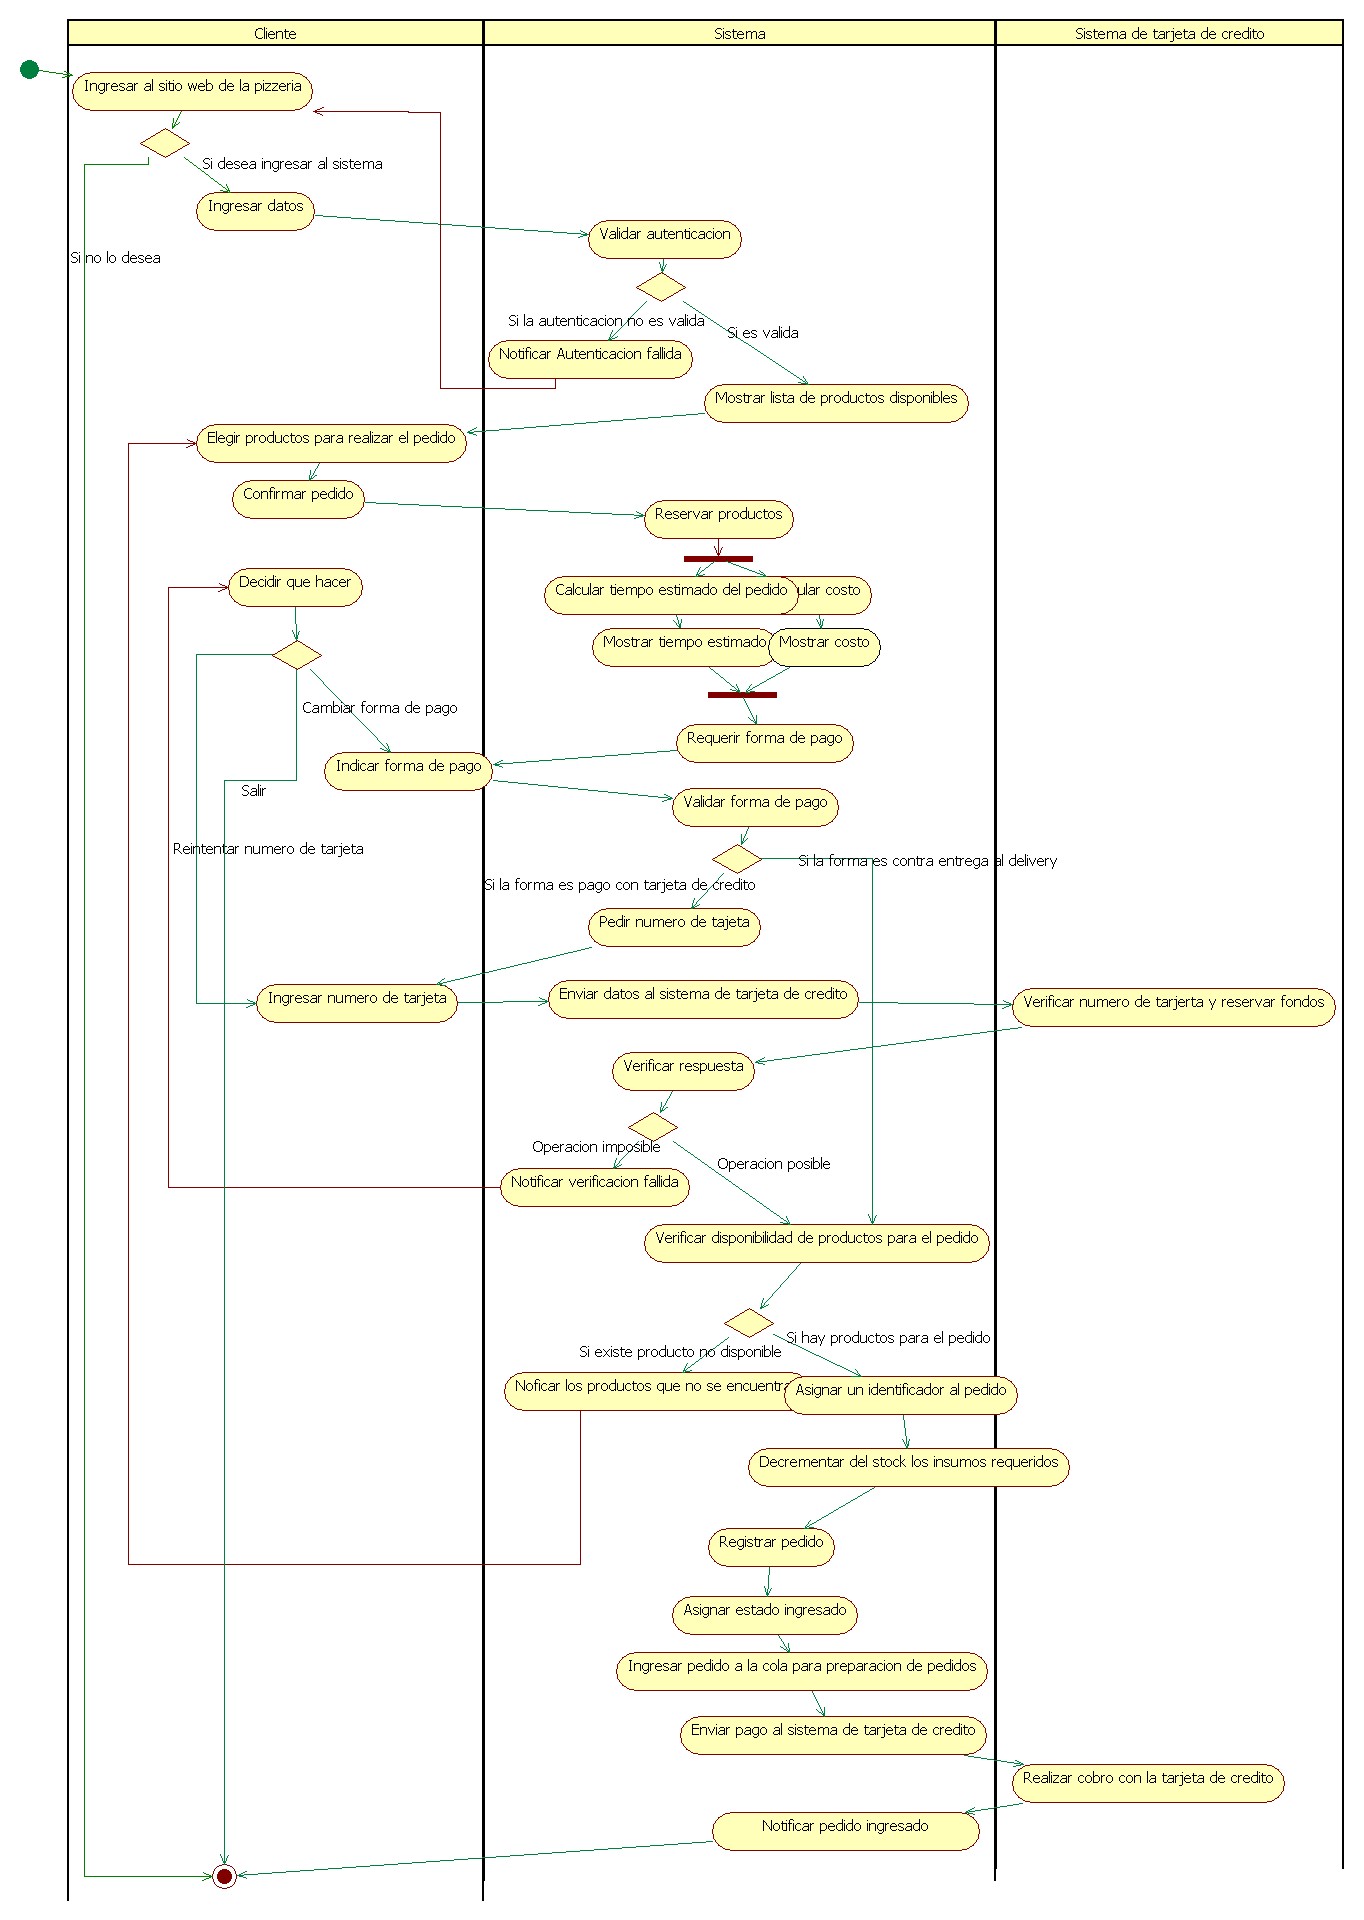 Cliente
Sistema
Sistema de tarjeta de credito
Ingresar al sitio web de la pizzeria
Si desea ingresar al sistema
Ingresar datos
Validar autenticacion
Si no lo desea
Si la autenticacion no es valida
Si es valida
Notificar Autenticacion fallida
Mostrar lista de productos disponibles
Elegir productos para realizar el pedido
Confirmar pedido
Reservar productos
Decidir que hacer
Calcular tiempo estimado del pedido
ular costo
Mostrar tiempo estimado
Mostrar costo
Cambiar forma de pago
Requerir forma de pago
Indicar forma de pago
Salir
Validar forma de pago
Reintentar numero de tarjeta
Si la forma es contra entrega al delivery
Si la forma es pago con tarjeta de credito
Pedir numero de tajeta
Ingresar numero de tarjeta
Enviar datos al sistema de tarjeta de credito
Verificar numero de tarjerta y reservar fondos
Verificar respuesta
Operacion imposible
Operacion posible
Notificar verificacion fallida
Verificar disponibilidad de productos para el pedido
Si hay productos para el pedido
Si existe producto no disponible
Noficar los productos que no se encuentra
Asignar un identificador al pedido
Decrementar del stock los insumos requeridos
Registrar pedido
Asignar estado ingresado
Ingresar pedido a la cola para preparacion de pedidos
Enviar pago al sistema de tarjeta de credito
Realizar cobro con la tarjeta de credito
Notificar pedido ingresado